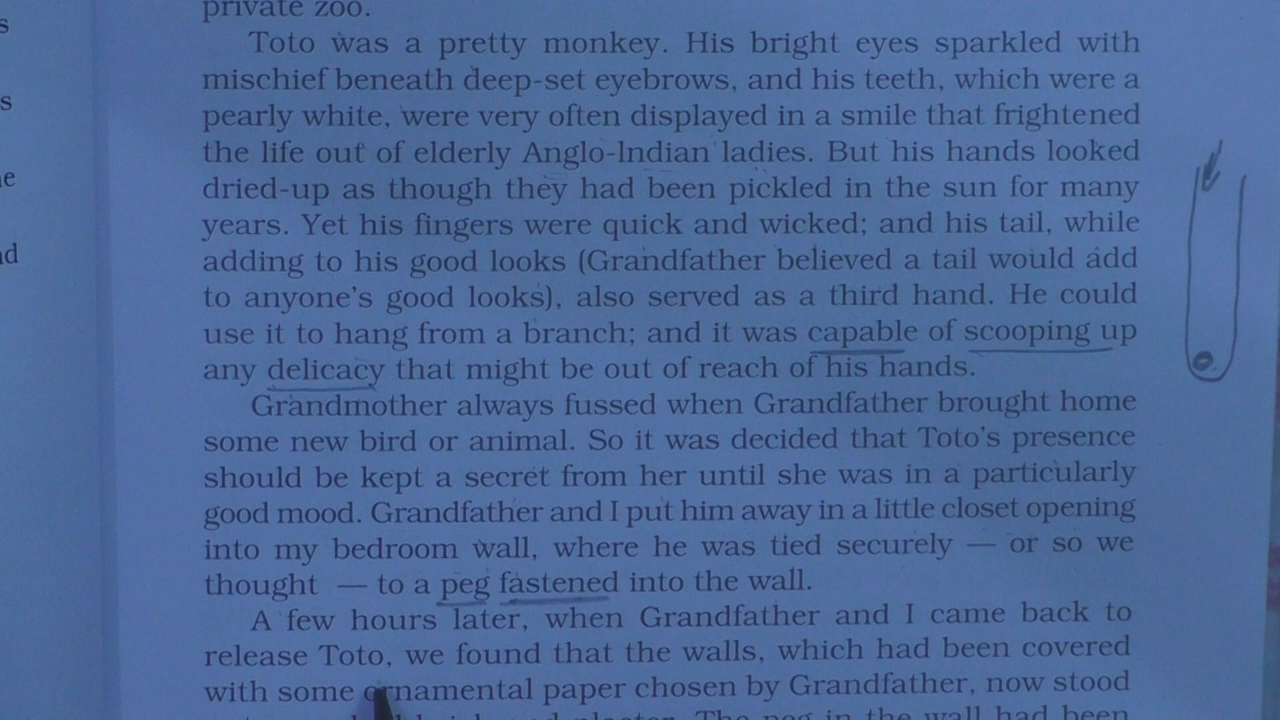 s
s
e
d
private zoo.
Toto was a pretty monkey. His bright eyes sparkled with
mischief beneath deep-set eyebrows, and his teeth, which were a
pearly white, were very often displayed in a smile that frightened
the life out of elderly Anglo-Indian ladies. But his hands looked
dried-up as though they had been pickled in the sun for many
years. Yet his fingers were quick and wicked; and his tail, while
adding to his good looks (Grandfather believed a tail would add
to anyone's good looks), also served as a third hand. He could
use it to hang from a branch; and it was capable of scooping up
any delicacy that might be out of reach of his hands.
Grandmother always fussed when Grandfather brought home
some new bird or animal. So it was decided that Toto's presence
should be kept a secret from her until she was in a particularly
good mood. Grandfather and I put him away in a little closet opening
into my bedroom wall, where he was tied securely — or so we
thought — to a peg fastened into the wall.
A few hours later, when Grandfather and I came back to
release Toto, we found that the walls, which had been covered
with some ornamental paper chosen by Grandfather, now stood
The peg in the wall had been